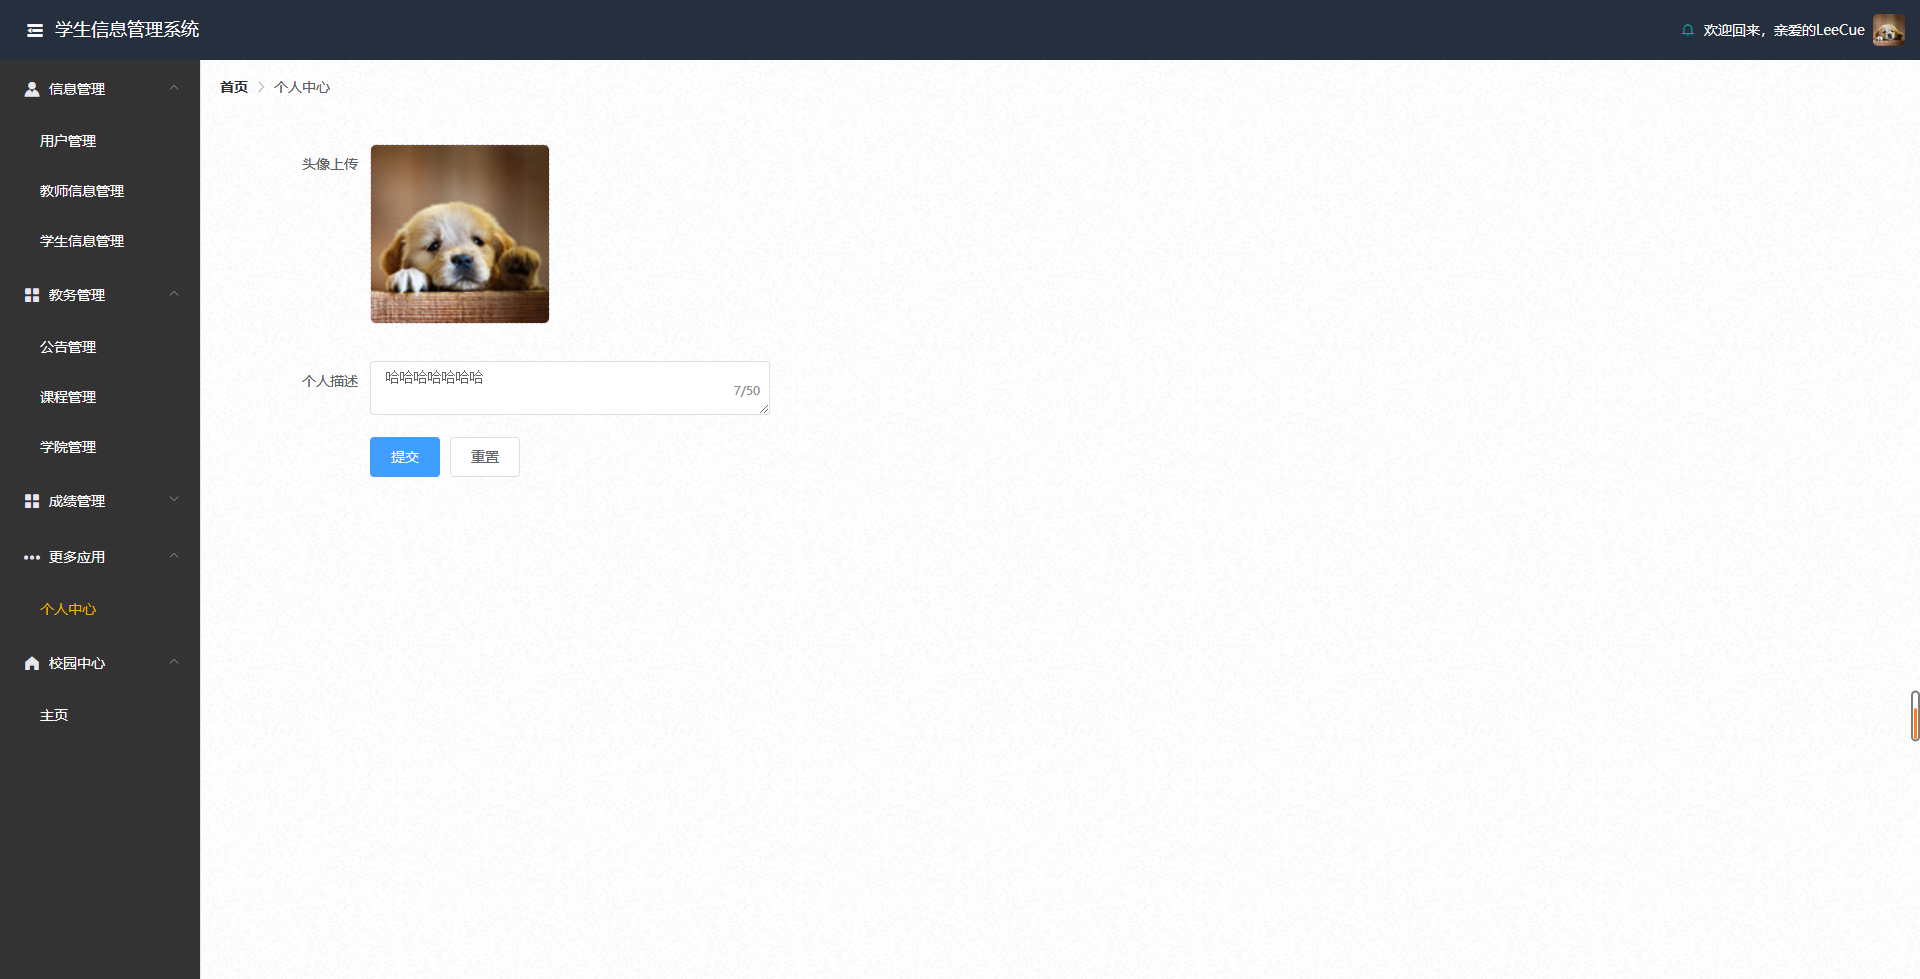 学生信息管理系统
欢迎回来，亲爱的LeeCue
信息管理
用户管理
教师信息管理
学生信息管理
教务管理
公告管理
课程管理
学院管理
成绩管理
更多应用
个人中心
校园中心
主页
首页 个人中心
头像上传
个人描述
哈哈哈哈哈哈哈
7/50
提交 重置